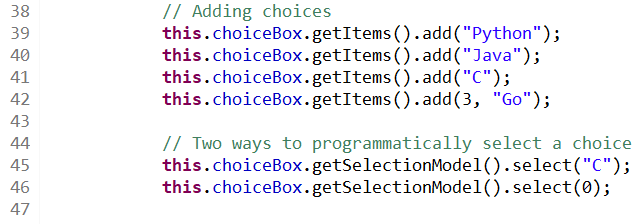 38 // Adding choices
39 this.choiceBox.getItems().add("Python");
40 this.choiceBox.getItems().add("Java");
41 this.choiceBox.getItems().add("C");
42 this.choiceBox.getItems().add(3, "Go");
43
44 // Two ways to programmatically select a choice
45 this.choiceBox.getSelectionModel().select("C");
46 this.choiceBox.getSelectionModel().select(0);
47